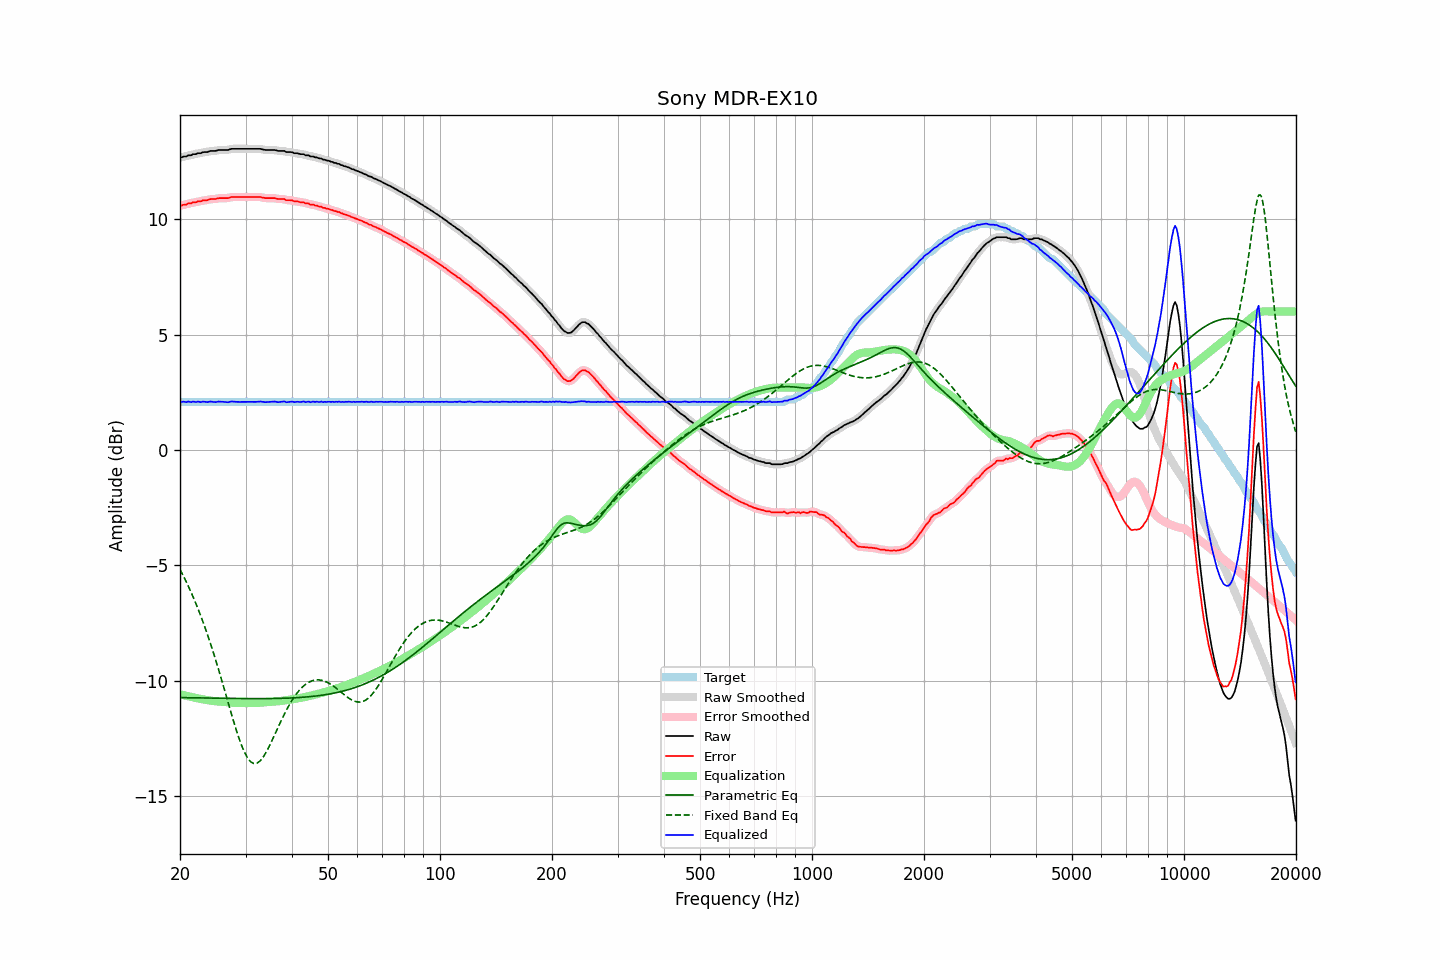 Sony MDR-EX10
Amplitude (dBr)
10
5
0
−5
−10
−15
Target
Raw Smoothed
Error Smoothed
Raw
Error
Equalization
Parametric Eq
Fixed Band Eq
Equalized
20 50 100 200 500 1000 2000 5000 10000 20000
Frequency (Hz)